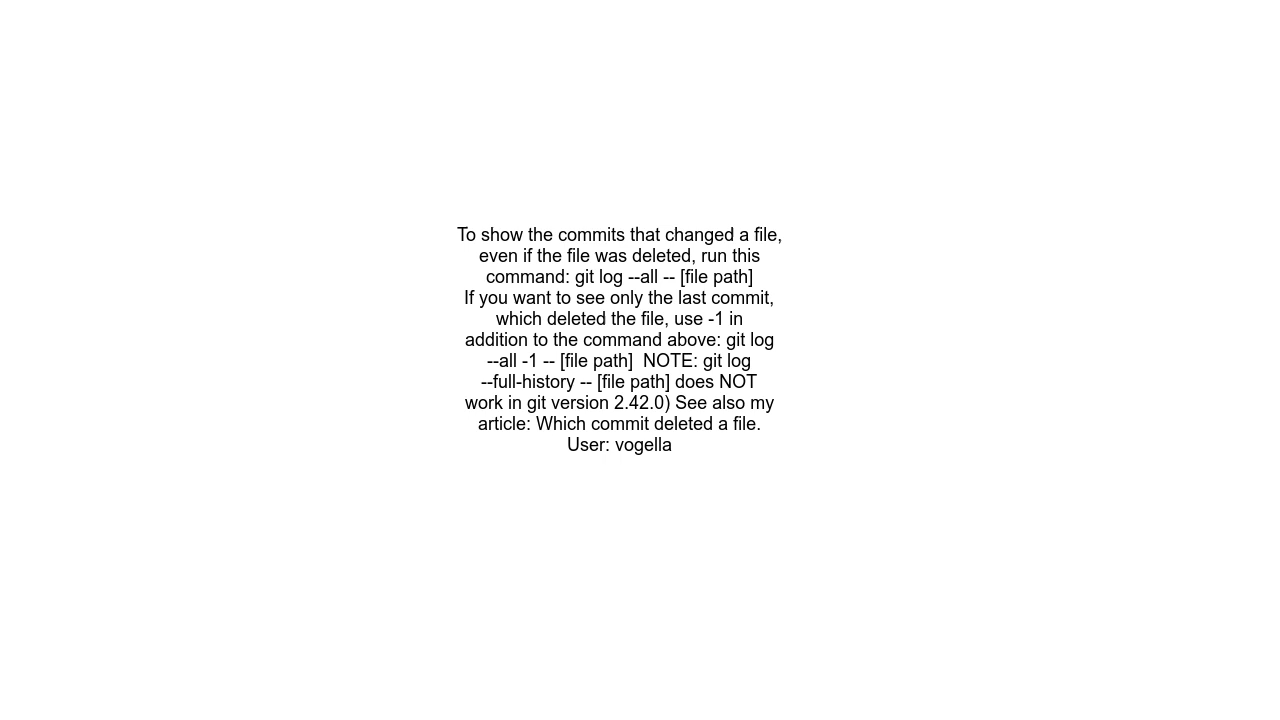 To show the commits that changed a file,
even if the file was deleted, run this
command: git log --all -- [file path]
If you want to see only the last commit,
which deleted the file, use -1 in
addition to the command above: git log
--all -1 -- [file path]  NOTE: git log
--full-history -- [file path] does NOT
work in git version 2.42.0) See also my
article: Which commit deleted a file.
User: vogella